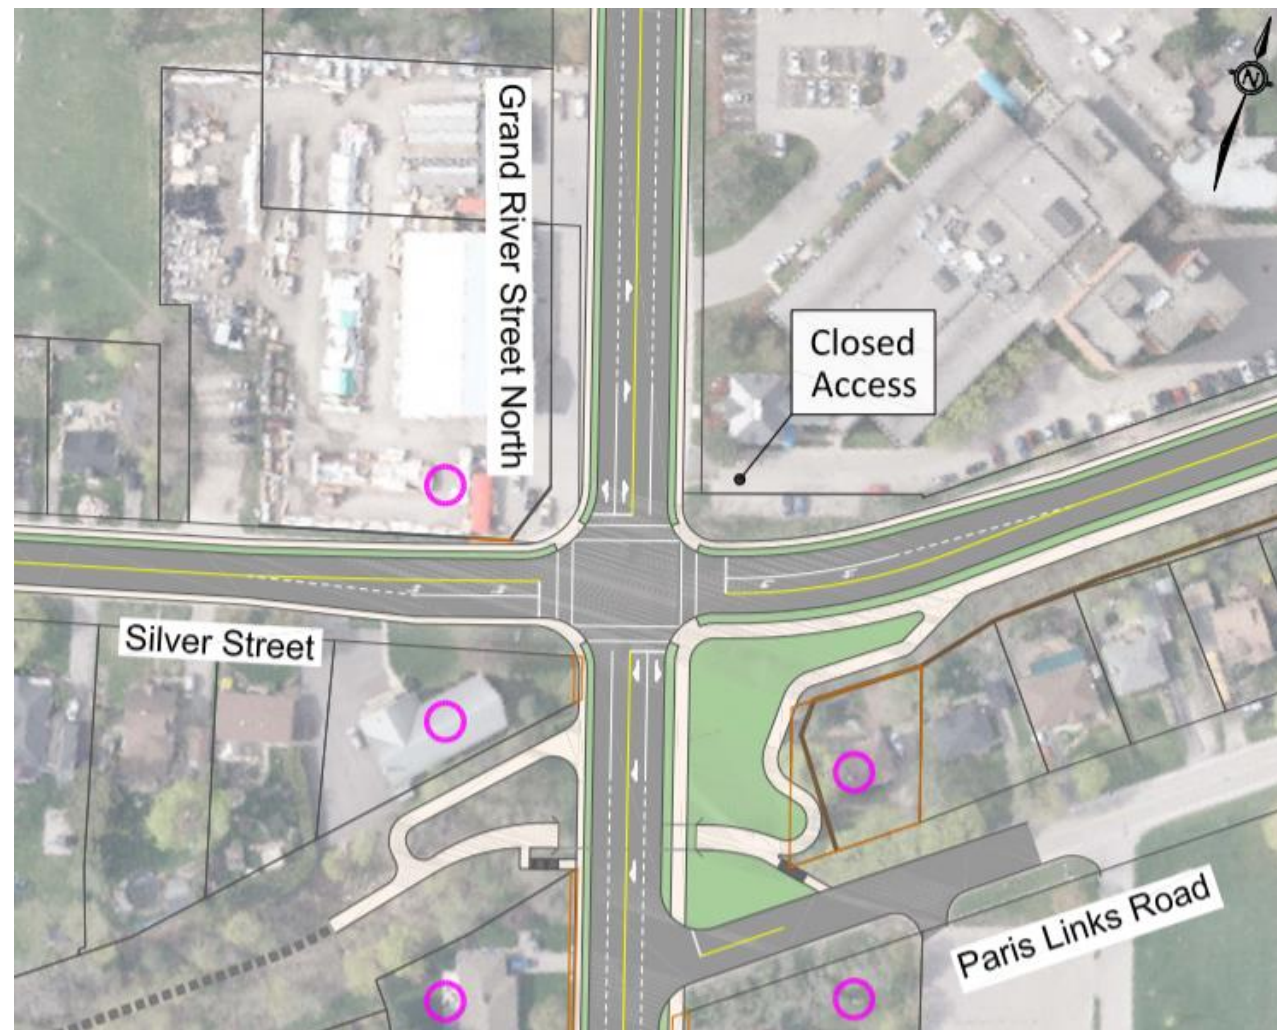 N
Grand River Street North
Closed
Access
Silver Street
Paris Links Road